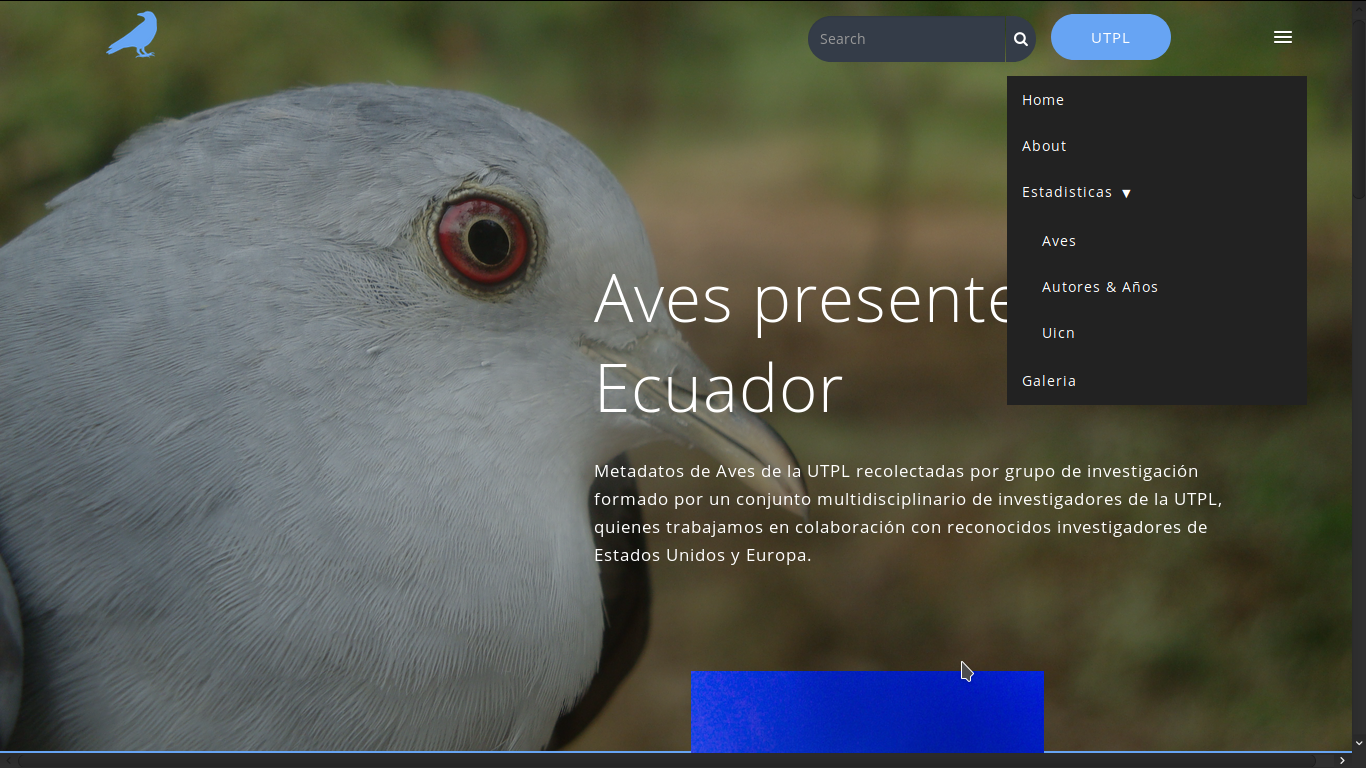 Search
UTPL
Home
About
Estadisticas ▼
Aves
Autores & Años
Uicn
Galeria
Aves presente
Ecuador
Metadatos de Aves de la UTPL recolectadas por grupo de investigación
formado por un conjunto multidisciplinario de investigadores de la UTPL,
quienes trabajamos en colaboración con reconocidos investigadores de
Estados Unidos y Europa.